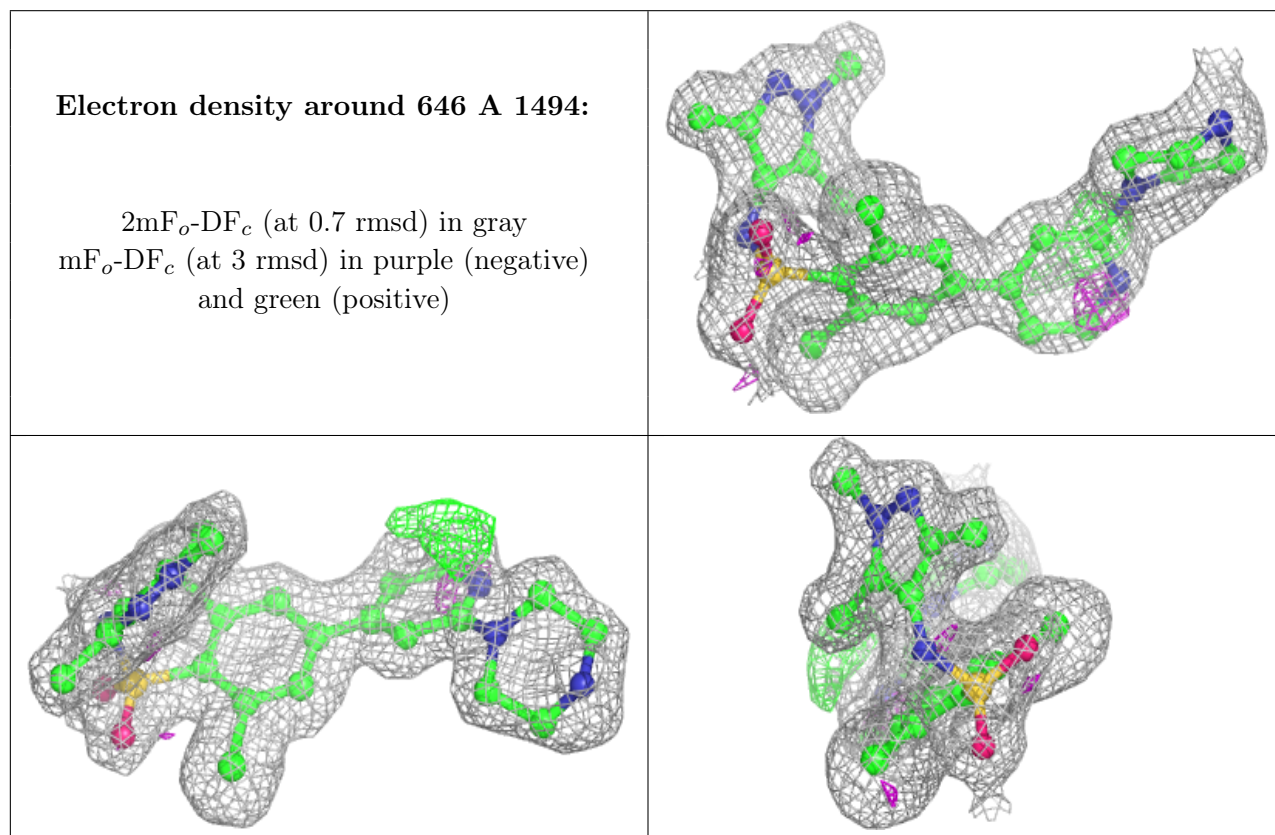 Electron density around 646 A 1494:
2mFo-DFc (at 0.7 rmsd) in gray
mFo-DFc (at 3 rmsd) in purple (negative)
and green (positive)